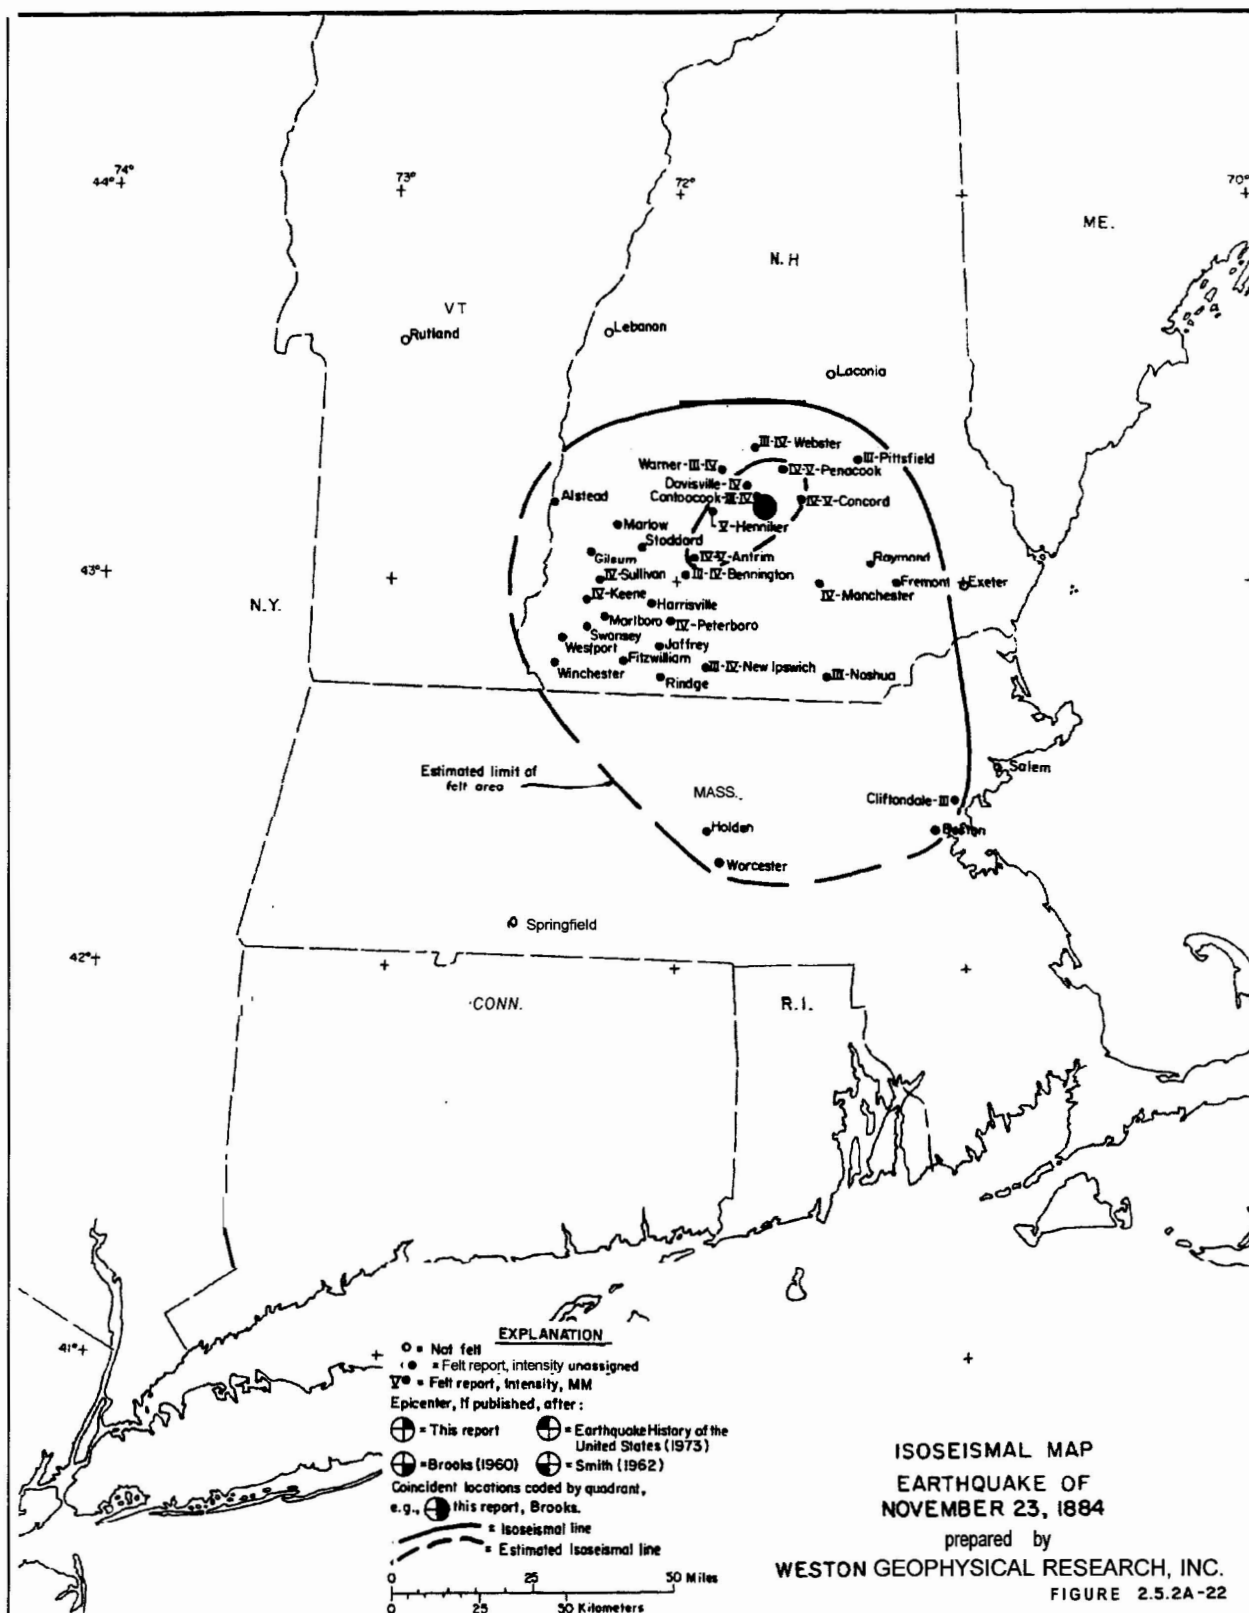 74°
44°
73°
72°
70°
ME.
N.H
VT
Rutland
Lebanon
Laconia
III-IV-Webster
III-Pittsfield
Warner-III-IV
IV-V-Penacook
Davisville-IV
Alstead
Contoocook-III-IV
IV-V-Concord
V-Henniker
Marlow
Stoddard
Gilsum
IV-V-Antrim
Raymond
43°
IV-Sullivan
III-IV-Bennington
Fremont
Exeter
IV-Keene
IV-Manchester
N.Y.
Harrisville
Marlboro
IV-Peterboro
Swansey
Westport
Jaffrey
Fitzwilliam
III-IV-New Ipswich
Winchester
Rindge
III-Nashua
Estimated limit of
felt area
Salem
MASS.
Cliftondale-III
Holden
Boston
Worcester
Springfield
42°
CONN.
R.I.
41°
EXPLANATION
= Not felt
= Felt report, intensity unassigned
V = Felt report, Intensity, MM
Epicenter, if published, after:
= This report
= Earthquake History of the
United States (1973)
= Brooks (1960)
= Smith (1962)
Coincident locations coded by quadrant,
e.g., this report, Brooks.
= Isoseismal line
= Estimated Isoseismal line
0 25 50 Miles
0 25 50 Kilometers
ISOSEISMAL MAP
EARTHQUAKE OF
NOVEMBER 23, 1884
prepared by
WESTON GEOPHYSICAL RESEARCH, INC.
FIGURE 2.5.2A-22